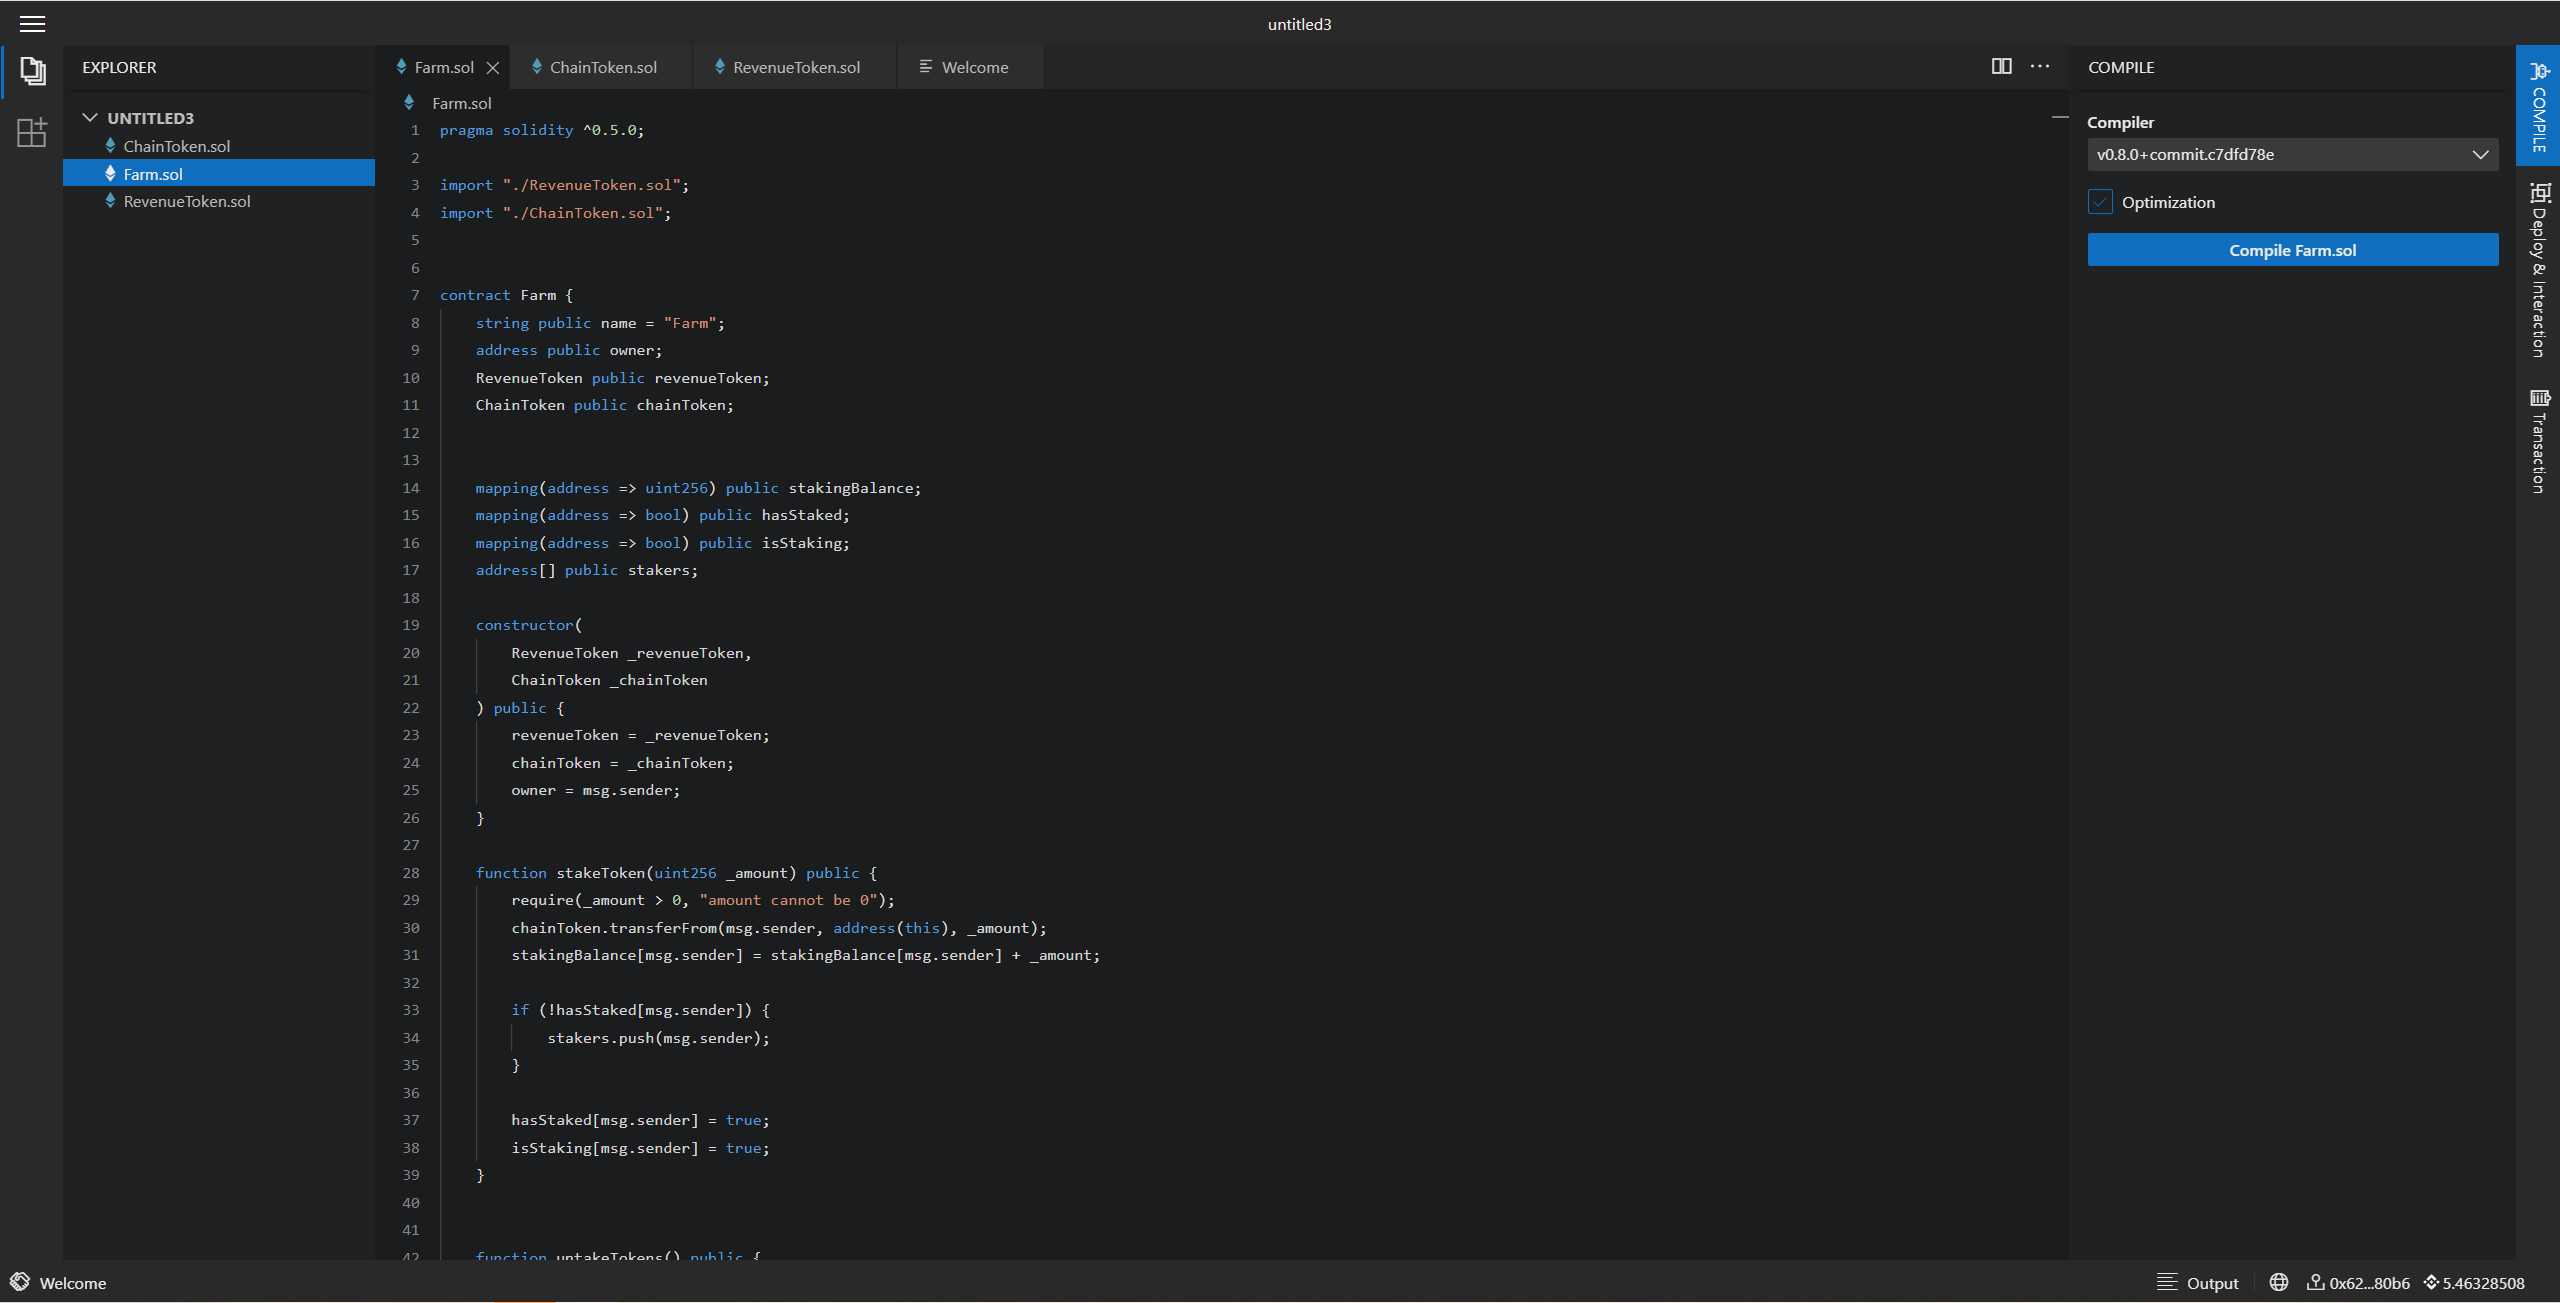 untitled3
EXPLORER
UNTITLED3
ChainToken.sol
Farm.sol
RevenueToken.sol
Farm.sol
ChainToken.sol
RevenueToken.sol
Welcome
Farm.sol
1 pragma solidity ^0.5.0;
2
3 import "./RevenueToken.sol";
4 import "./ChainToken.sol";
5
6
7 contract Farm {
8 string public name = "Farm";
9 address public owner;
10 RevenueToken public revenueToken;
11 ChainToken public chainToken;
12
13
14 mapping(address => uint256) public stakingBalance;
15 mapping(address => bool) public hasStaked;
16 mapping(address => bool) public isStaking;
17 address[] public stakers;
18
19 constructor(
20 RevenueToken _revenueToken,
21 ChainToken _chainToken
22 ) public {
23 revenueToken = _revenueToken;
24 chainToken = _chainToken;
25 owner = msg.sender;
26 }
27
28 function stakeToken(uint256 _amount) public {
29 require(_amount > 0, "amount cannot be 0");
30 chainToken.transferFrom(msg.sender, address(this), _amount);
31 stakingBalance[msg.sender] = stakingBalance[msg.sender] + _amount;
32
33 if (!hasStaked[msg.sender]) {
34 stakers.push(msg.sender);
35 }
36
37 hasStaked[msg.sender] = true;
38 isStaking[msg.sender] = true;
39 }
40
41
42 function untakeTokens() public {
COMPILE
Compiler
v0.8.0+commit.c7dfd78e
Optimization
Compile Farm.sol
COMPILE
Deploy & Interaction
Transaction
Welcome
Output
0x62...80b6
5.46328508